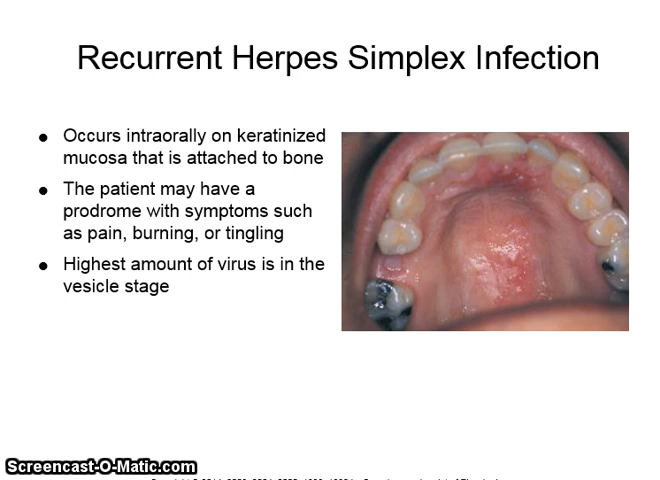 Recurrent Herpes Simplex Infection
● Occurs intraorally on keratinized
mucosa that is attached to bone
● The patient may have a
prodrome with symptoms such
as pain, burning, or tingling
● Highest amount of virus is in the
vesicle stage
Screencast-O-Matic.com